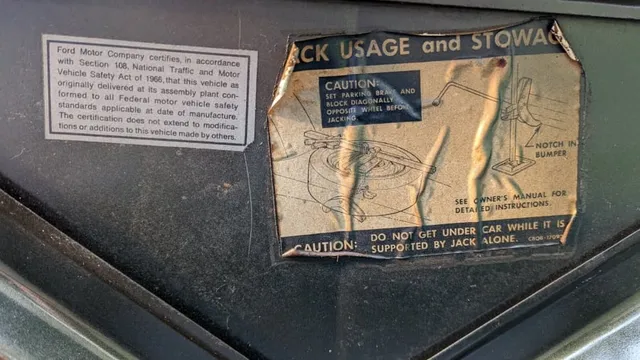 Ford Motor Company certifies, in accordance
with Section 108, National Traffic and Motor
Vehicle Safety Act of 1966, that this vehicle as
originally delivered at its assembly plant con-
formed to all Federal motor vehicle safety
standards applicable at date of manufacture.
The certification does not extend to modifica-
tions or additions to this vehicle made by others.
CK USAGE and STOWAG
CAUTION:
SET PARKING BRAKE AND
BLOCK DIAGONALLY
OPPOSITE WHEEL BEFORE
JACKING
NOTCH IN
BUMPER
SEE OWNER'S MANUAL FOR
DETAILED INSTRUCTIONS.
CAUTION: DO NOT GET UNDER CAR WHILE IT IS
SUPPORTED BY JACK ALONE.